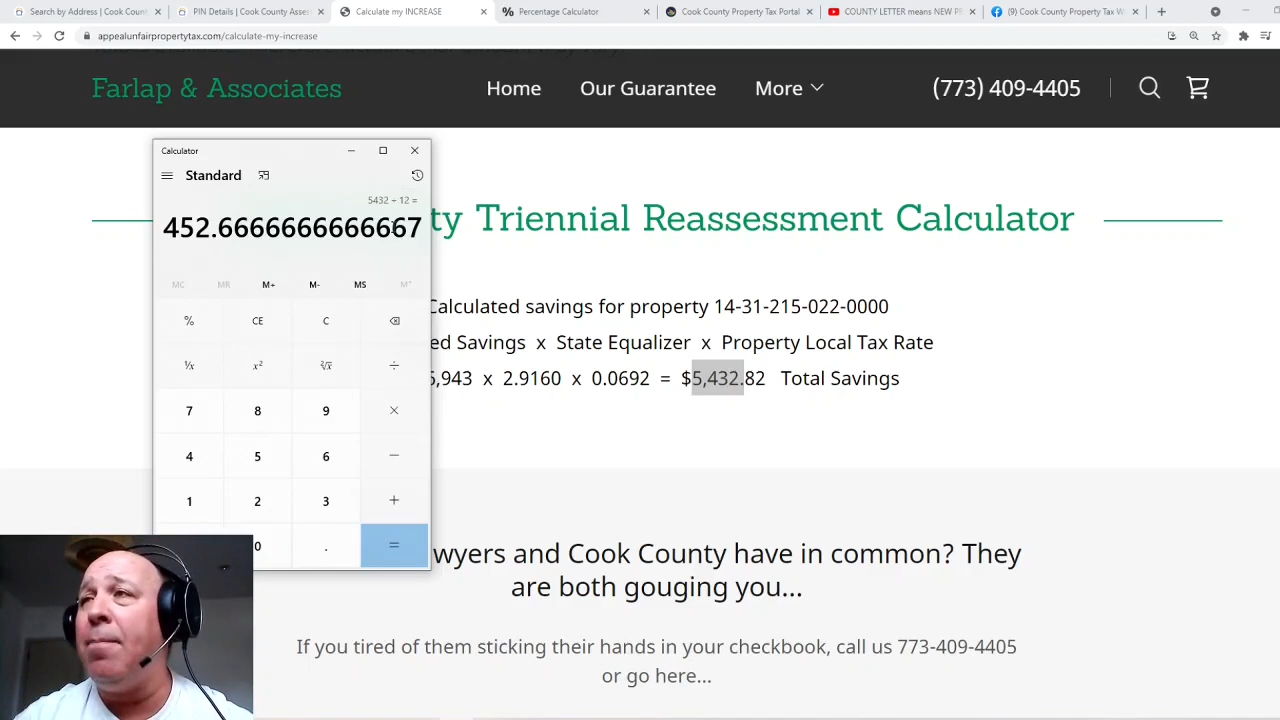 Search by Address | Cook Count
PIN Details | Cook County Asses
Calculate my INCREASE
Percentage Calculator
Cook County Property Tax Portal
COUNTY LETTER means NEW P
(9) Cook County Property Tax W
appealunfairpropertytax.com/calculate-my-increase
Farlap & Associates
Home
Our Guarantee
More
(773) 409-4405
Calculator
Standard
5432 ÷ 12 =
452.6666666666667
MC MR M+ M- MS M˅
% CE C
¹/x x² ²√x ÷
7 8 9 ×
4 5 6 −
1 2 3 +
0 . =
ty Triennial Reassessment Calculator
Calculated savings for property 14-31-215-022-0000
ed Savings x State Equalizer x Property Local Tax Rate
,943 x 2.9160 x 0.0692 = $5,432.82 Total Savings
wyers and Cook County have in common? They
are both gouging you...
If you tired of them sticking their hands in your checkbook, call us 773-409-4405
or go here...